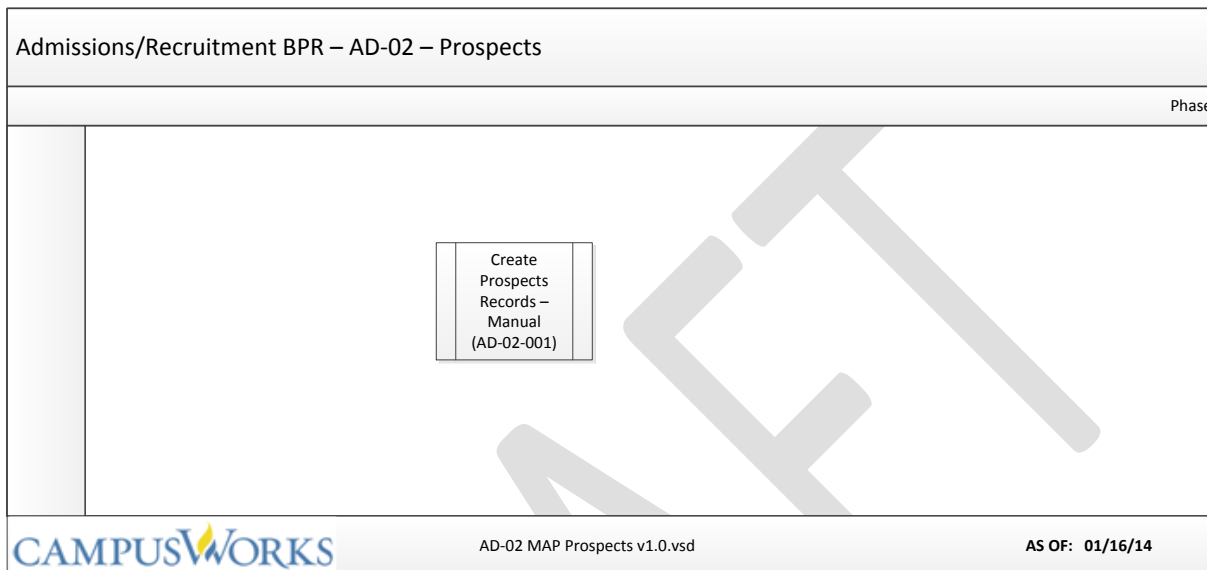 Admissions/Recruitment BPR – AD-02 – Prospects
Phase
Create
Prospects
Records –
Manual
(AD-02-001)
AFT
CAMPUSWORKS
AD-02 MAP Prospects v1.0.vsd
AS OF: 01/16/14